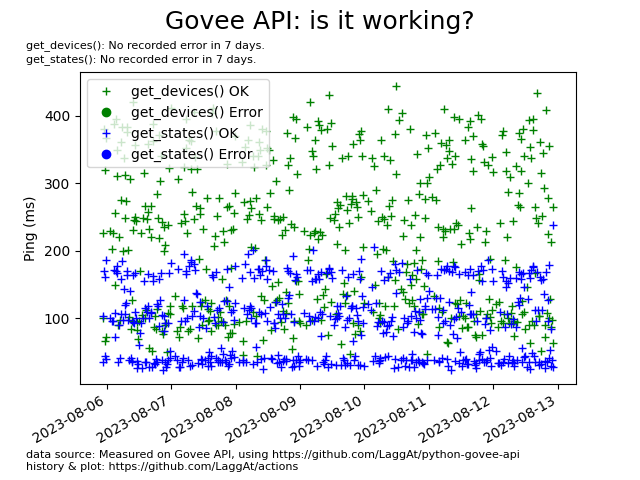 Govee API: is it working?
get_devices(): No recorded error in 7 days.
get_states(): No recorded error in 7 days.
get_devices() OK
get_devices() Error
get_states() OK
get_states() Error
Ping (ms)
400
300
200
100
2023-08-06
2023-08-07
2023-08-08
2023-08-09
2023-08-10
2023-08-11
2023-08-12
2023-08-13
data source: Measured on Govee API, using https://github.com/LaggAt/python-govee-api
history & plot: https://github.com/LaggAt/actions